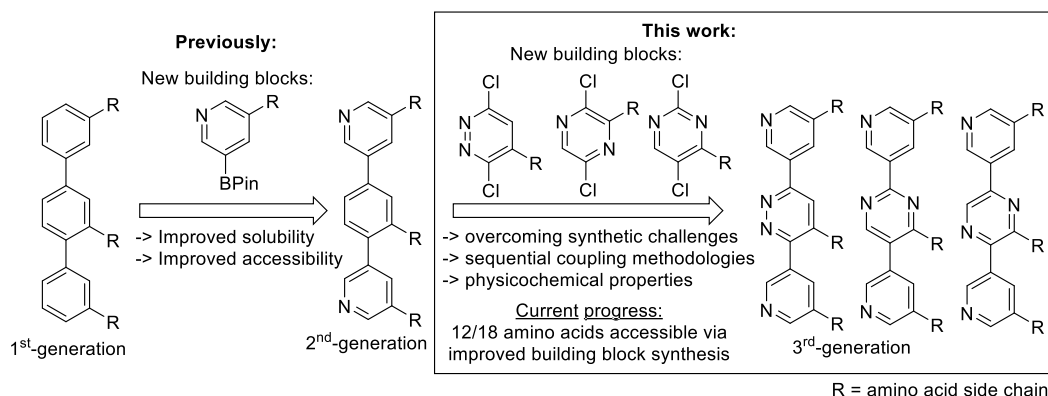 Previously:
New building blocks:
R
R
R
1st-generation
N
R
BPin
-> Improved solubility
-> Improved accessibility
N
R
R
N
R
2nd-generation
This work:
New building blocks:
Cl
N
N
R
Cl
Cl
N
R
N
Cl
Cl
N
N
R
Cl
-> overcoming synthetic challenges
-> sequential coupling methodologies
-> physicochemical properties
Current progress:
12/18 amino acids accessible via
improved building block synthesis
N
R
N
N
R
N
R
N
R
N
N
R
N
R
N
R
N
N
R
N
R
3rd-generation
R = amino acid side chain